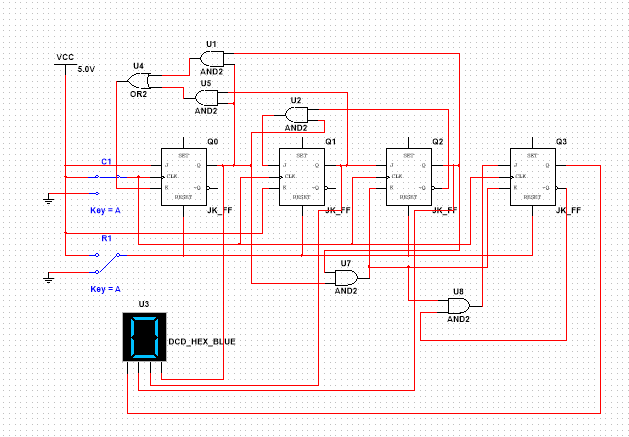 VCC
5.0V
U4
OR2
U1
AND2
U5
AND2
U2
AND2
C1
Key = A
R1
Key = A
Q0
SET
J
Q
CLK
K
~Q
RESET
JK_FF
Q1
SET
J
Q
CLK
K
~Q
RESET
JK_FF
Q2
SET
J
Q
CLK
K
~Q
RESET
JK_FF
Q3
SET
J
Q
CLK
K
~Q
RESET
JK_FF
U7
AND2
U8
AND2
U3
0
DCD_HEX_BLUE